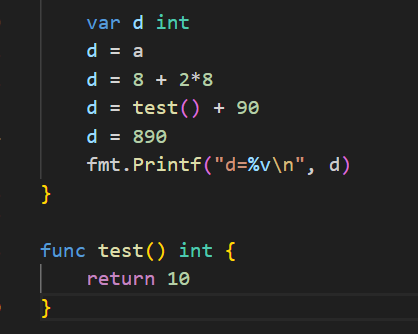 var d int
d = a
d = 8 + 2*8
d = test() + 90
d = 890
fmt.Printf("d=%v\n", d)
}
func test() int {
return 10
}